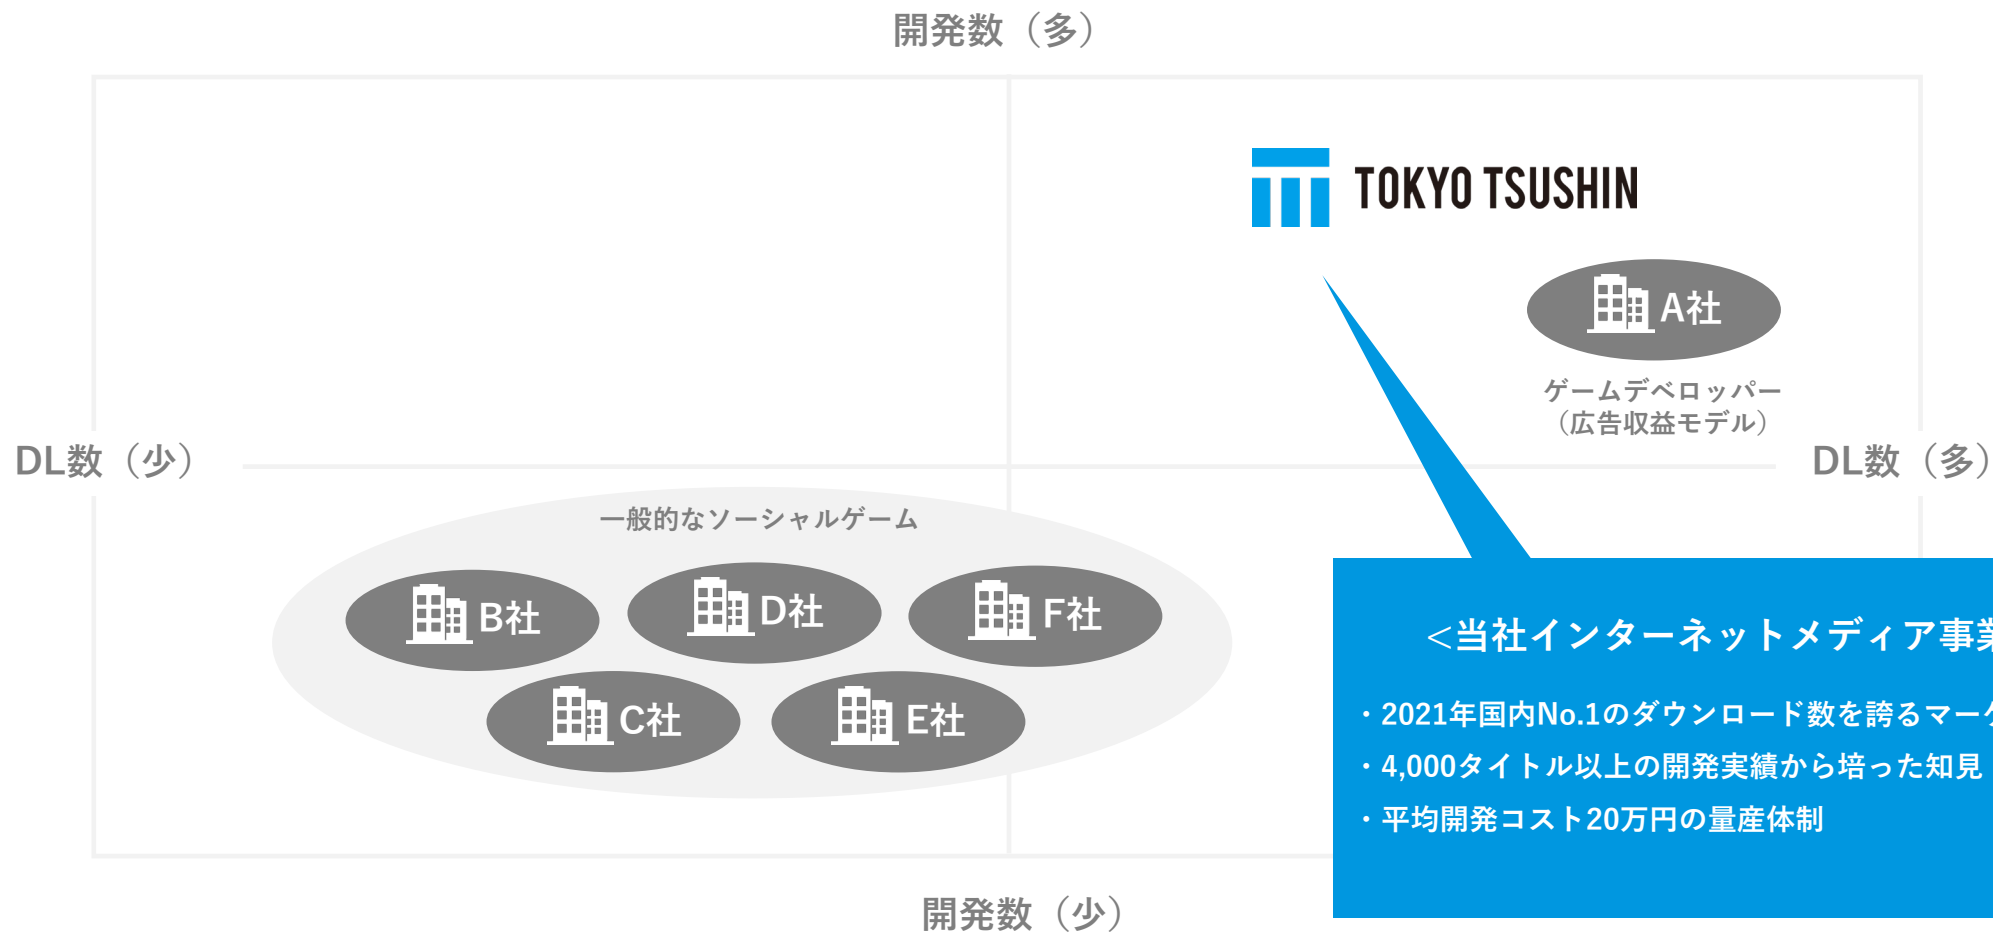 開発数（多）
TOKYO TSUSHIN
A社
ゲームデベロッパー
（広告収益モデル）
DL数（少）
DL数（多）
一般的なソーシャルゲーム
B社
D社
F社
C社
E社
<当社インターネットメディア事
・2021年国内No.1のダウンロード数を誇るマー
・4,000タイトル以上の開発実績から培った知見
・平均開発コスト20万円の量産体制
開発数（少）